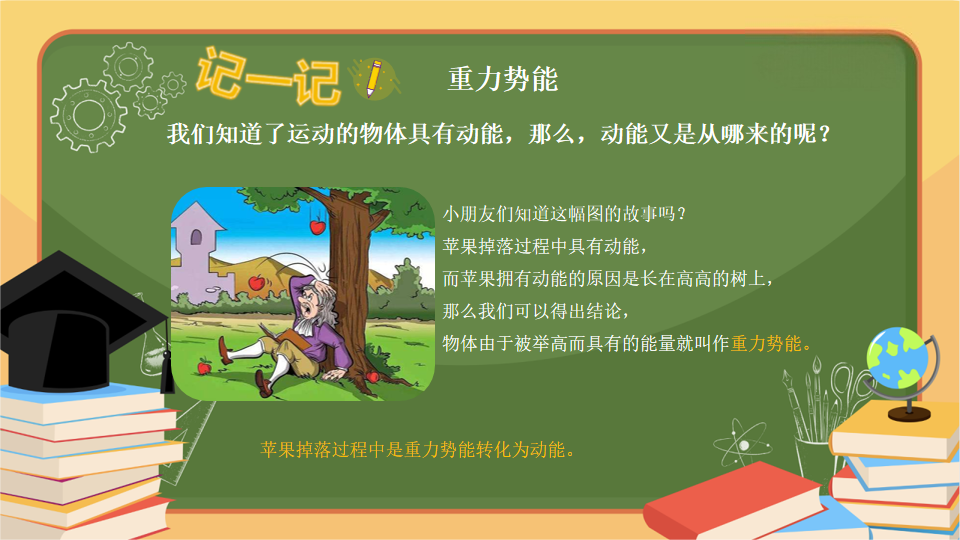 记一记
重力势能
我们知道了运动的物体具有动能，那么，动能又是从哪来的呢？
小朋友们知道这幅图的故事吗？
苹果掉落过程中具有动能，
而苹果拥有动能的原因是长在高高的树上，
那么我们可以得出结论，
物体由于被举高而具有的能量就叫作重力势能。
苹果掉落过程中是重力势能转化为动能。